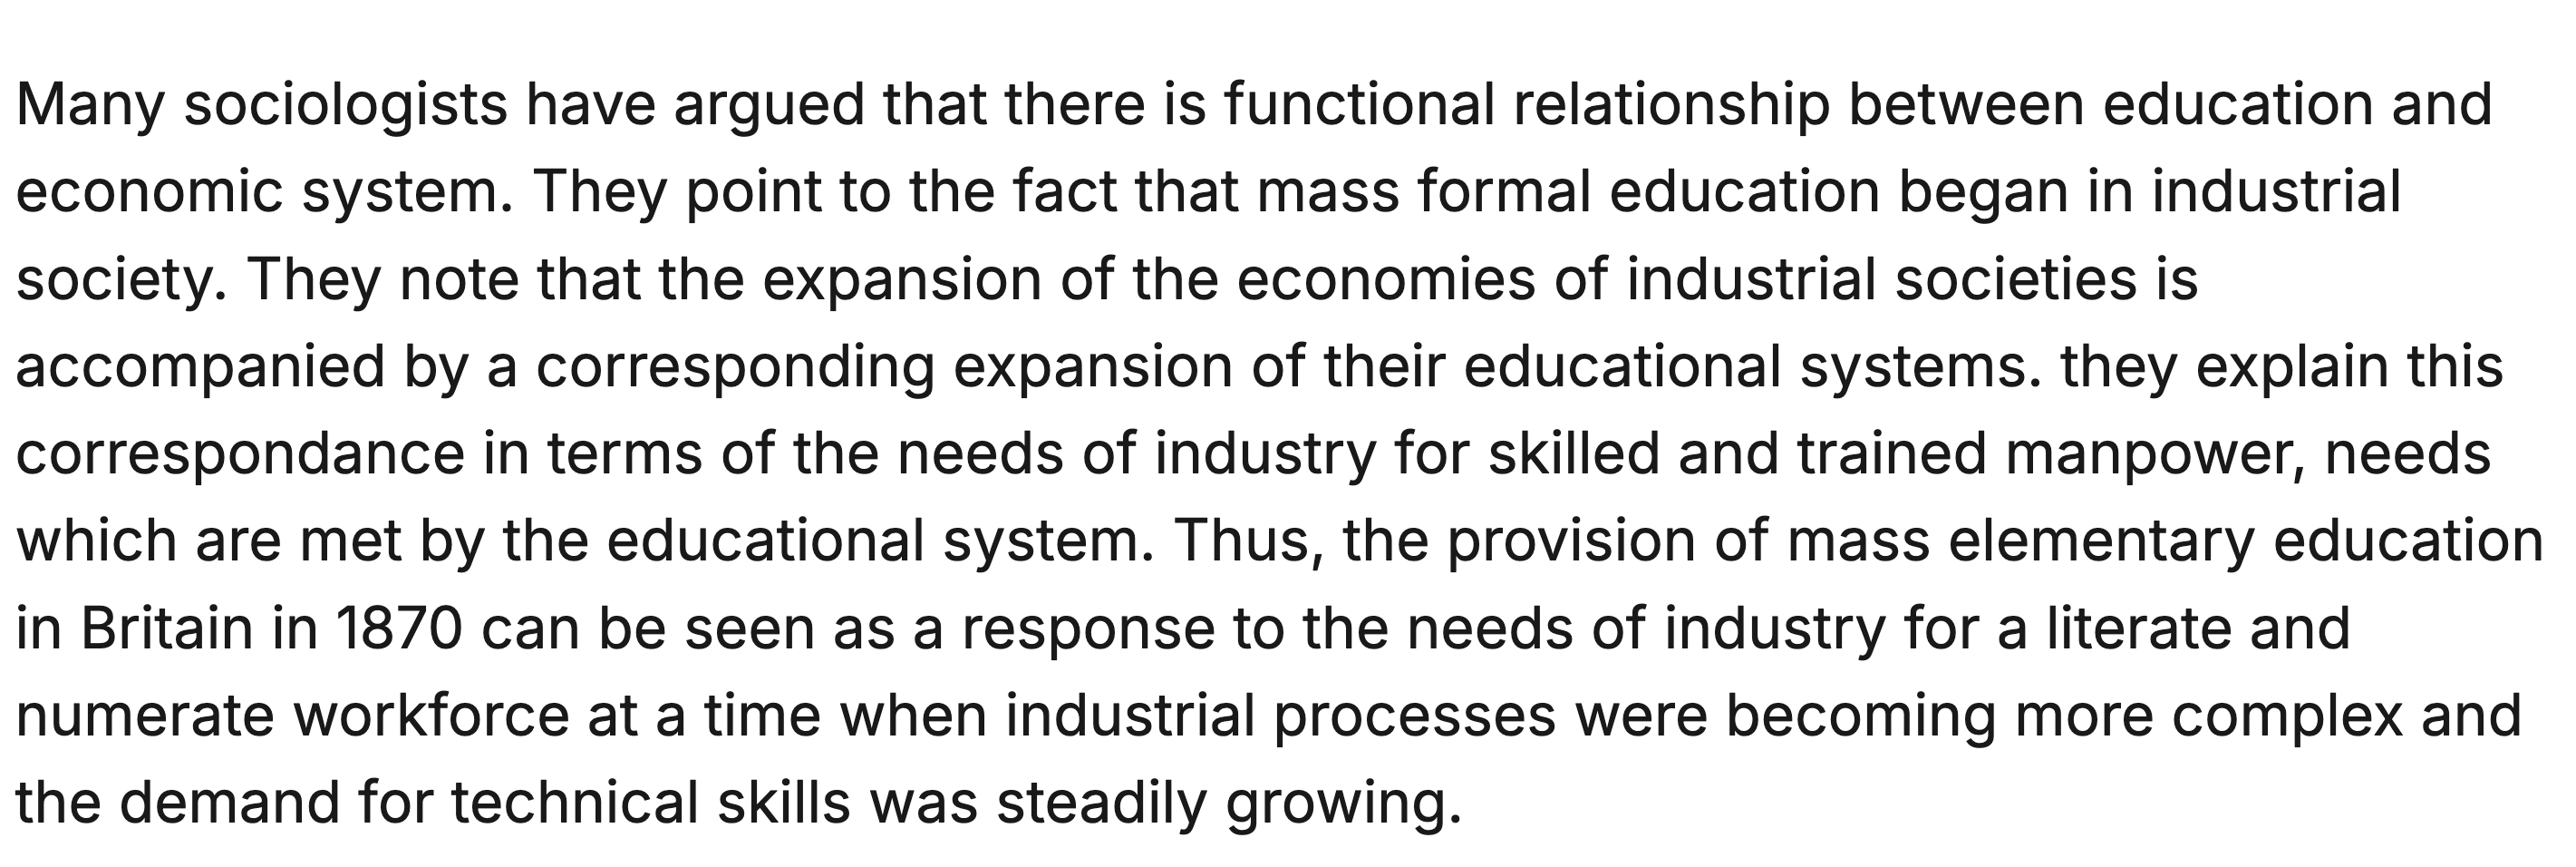 Many sociologists have argued that there is functional relationship between education and
economic system. They point to the fact that mass formal education began in industrial
society. They note that the expansion of the economies of industrial societies is
accompanied by a corresponding expansion of their educational systems. they explain this
correspondance in terms of the needs of industry for skilled and trained manpower, needs
which are met by the educational system. Thus, the provision of mass elementary education
in Britain in 1870 can be seen as a response to the needs of industry for a literate and
numerate workforce at a time when industrial processes were becoming more complex and
the demand for technical skills was steadily growing.